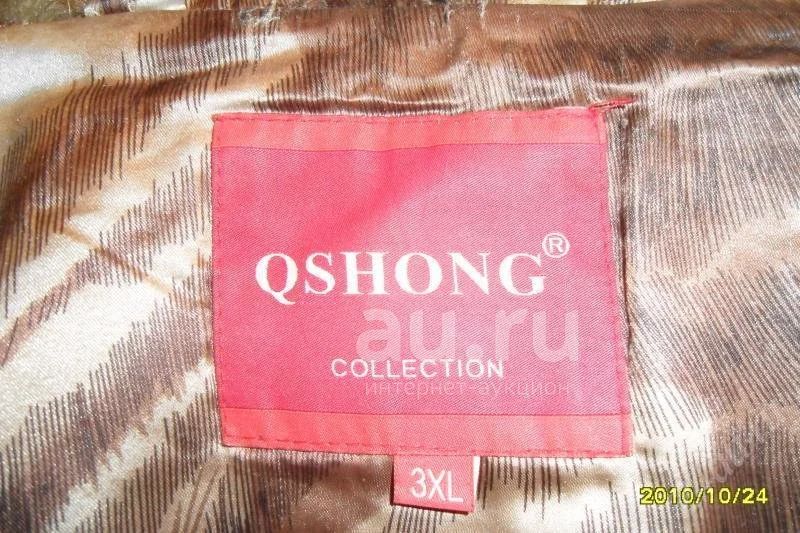 QSHONG®
au.ru
COLLECTION
интернет-аукцион
3XL
2010/10/24